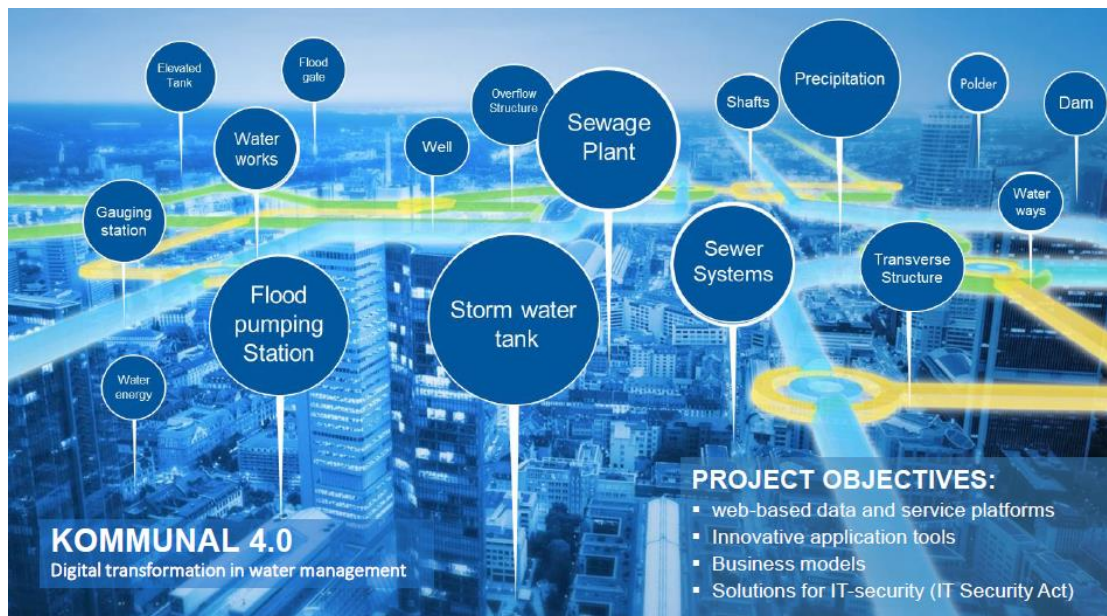 Elevated
Tank
Flood
gate
Overflow
Structure
Precipitation
Shafts
Polder
Dam
Water
works
Well
Sewage
Plant
Gauging
station
Water
ways
Sewer
Systems
Transverse
Structure
Flood
pumping
Station
Storm water
tank
Water
energy
KOMMUNAL 4.0
Digital transformation in water management
PROJECT OBJECTIVES:
▪ web-based data and service platforms
▪ Innovative application tools
▪ Business models
▪ Solutions for IT-security (IT Security Act)